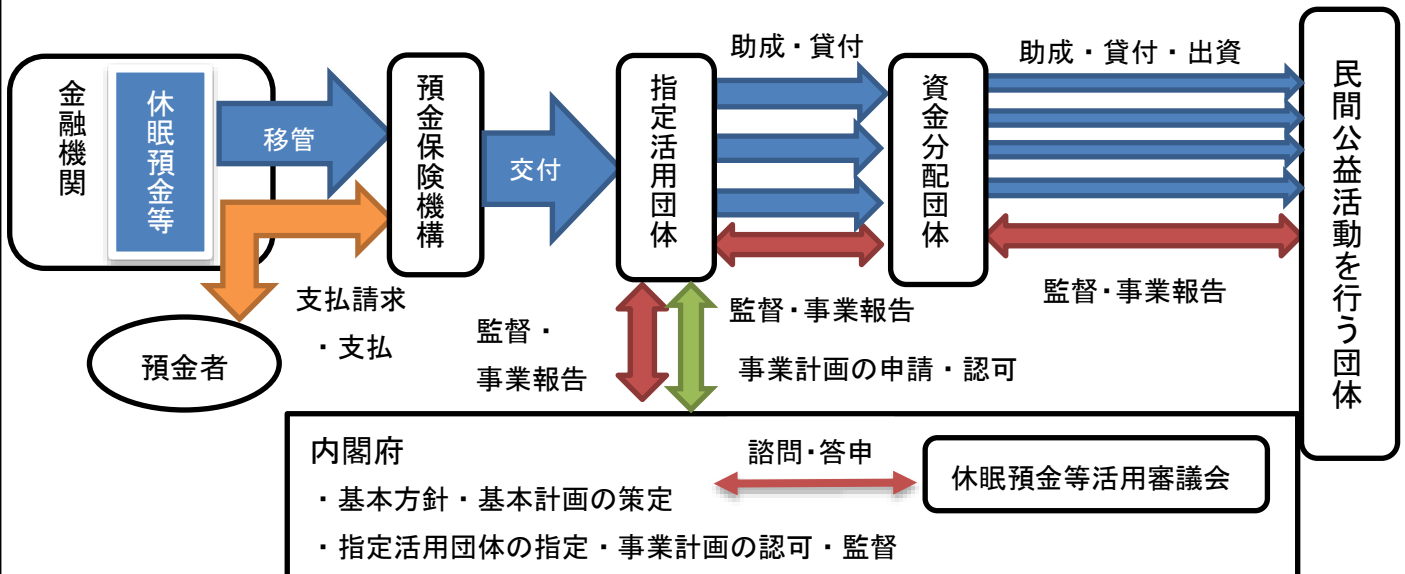 助成・貸付
助成・貸付・出資
金融機関
休眠預金等
移管
預金保険機構
交付
指定活用団体
資金分配団体
民間公益活動を行う団体
支払請求
・支払
預金者
監督・
事業報告
監督・事業報告
事業計画の申請・認可
監督・事業報告
内閣府
・基本方針・基本計画の策定
・指定活用団体の指定・事業計画の認可・監督
諮問・答申
休眠預金等活用審議会